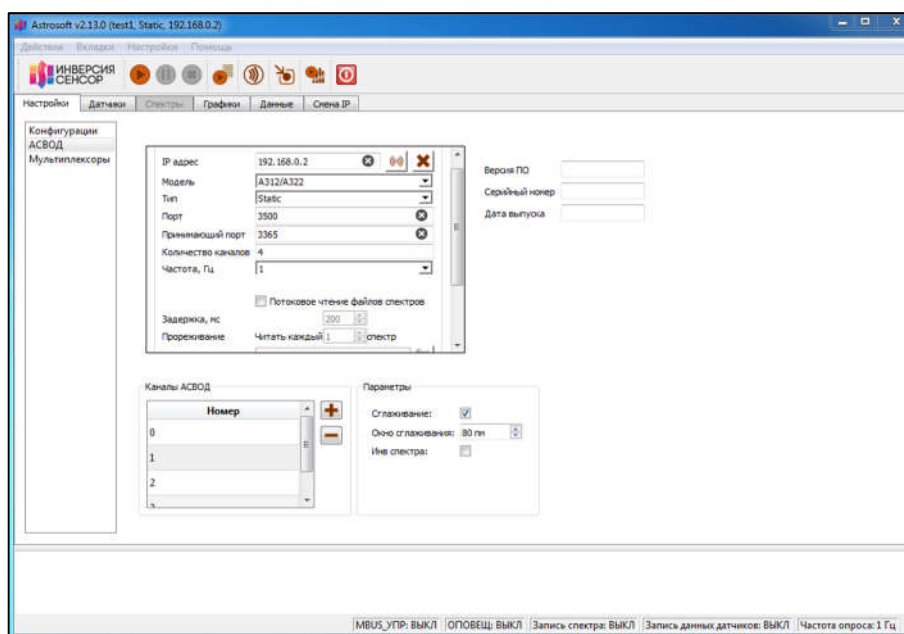 Astrosoft v2.13.0 (test1, Static, 192.168.0.2)
Действия Вкладки Настройки Помощь
ИНВЕРСИЯ
СЕНСОР
Настройки Датчики Спектры Графики Данные Смена IP
Конфигурации
АСВОД
Мультиплексоры
IP адрес 192.168.0.2
Модель A312/A322
Тип Static
Порт 3500
Принимающий порт 3365
Количество каналов 4
Частота, Гц 1
Потоковое чтение файлов спектров
Задержка, мс 200
Прореживание Читать каждый 1 спектр
Версия ПО
Серийный номер
Дата выпуска
Каналы АСВОД
Номер
0
1
2
Параметры
Сглаживание:
Окно сглаживания: 80 пм
Инв спектра:
MBUS_УПР: ВЫКЛ ОПОВЕЩ: ВЫКЛ Запись спектра: ВЫКЛ Запись данных датчиков: ВЫКЛ Частота опроса: 1 Гц